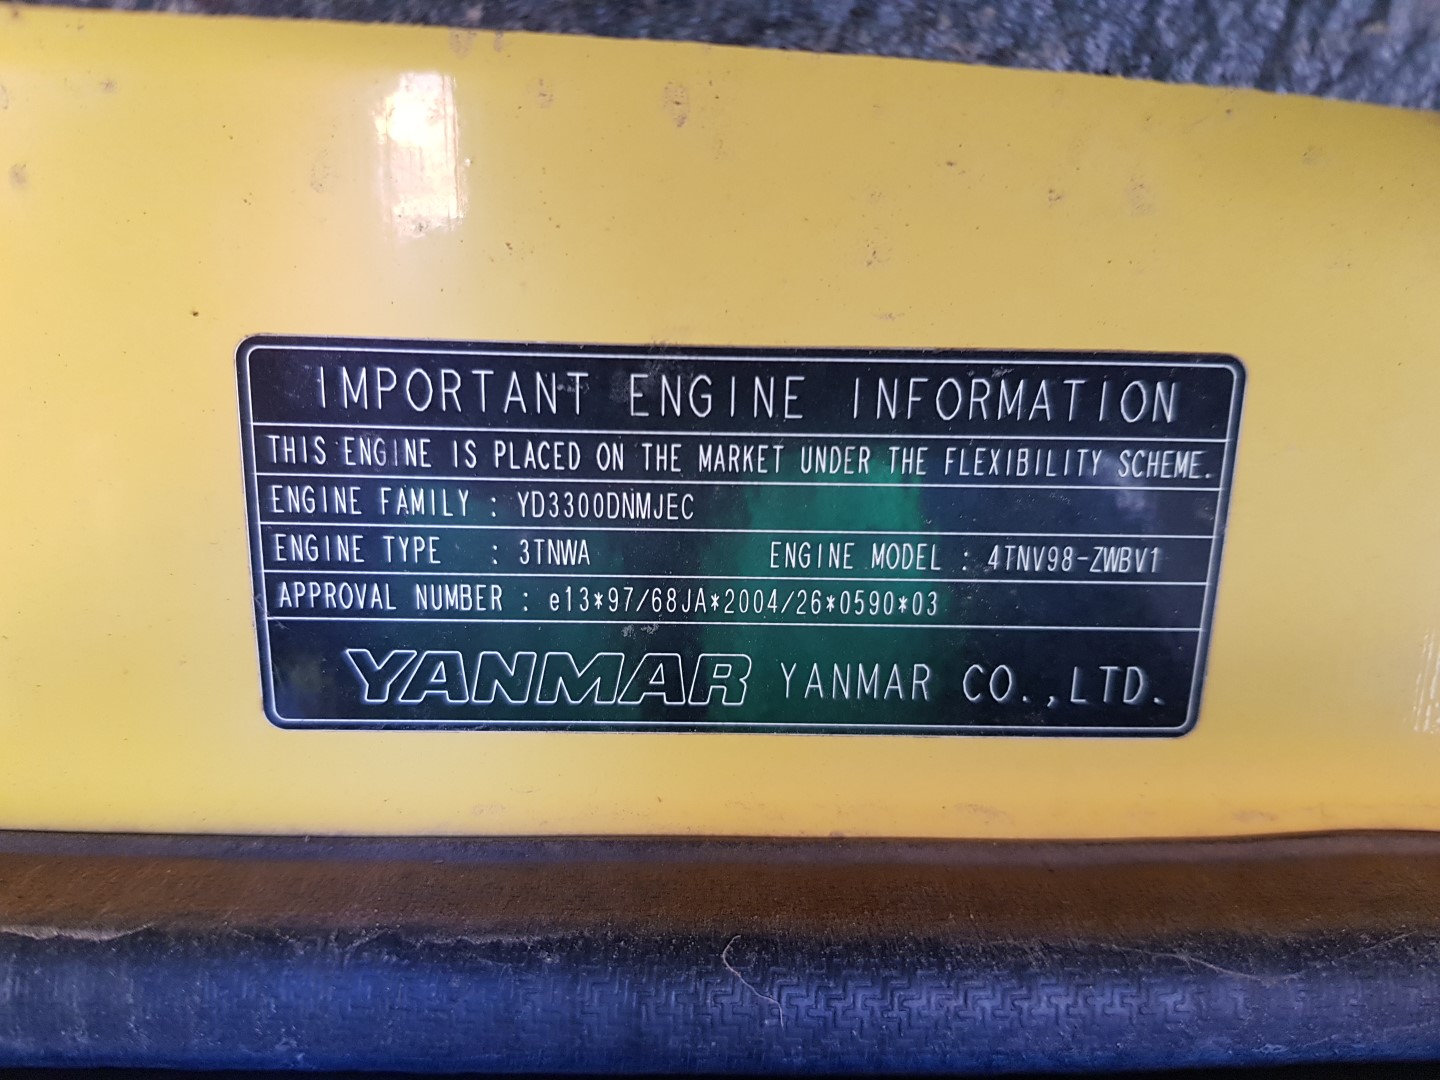 IMPORTANT ENGINE INFORMATION
THIS ENGINE IS PLACED ON THE MARKET UNDER THE FLEXIBILITY SCHEME.
ENGINE FAMILY : YD3300DNMJEC
ENGINE TYPE : 3TNWA ENGINE MODEL : 4TNV98-ZWBV1
APPROVAL NUMBER : e13*97/68JA*2004/26*0590*03
YANMAR YANMAR CO.,LTD.